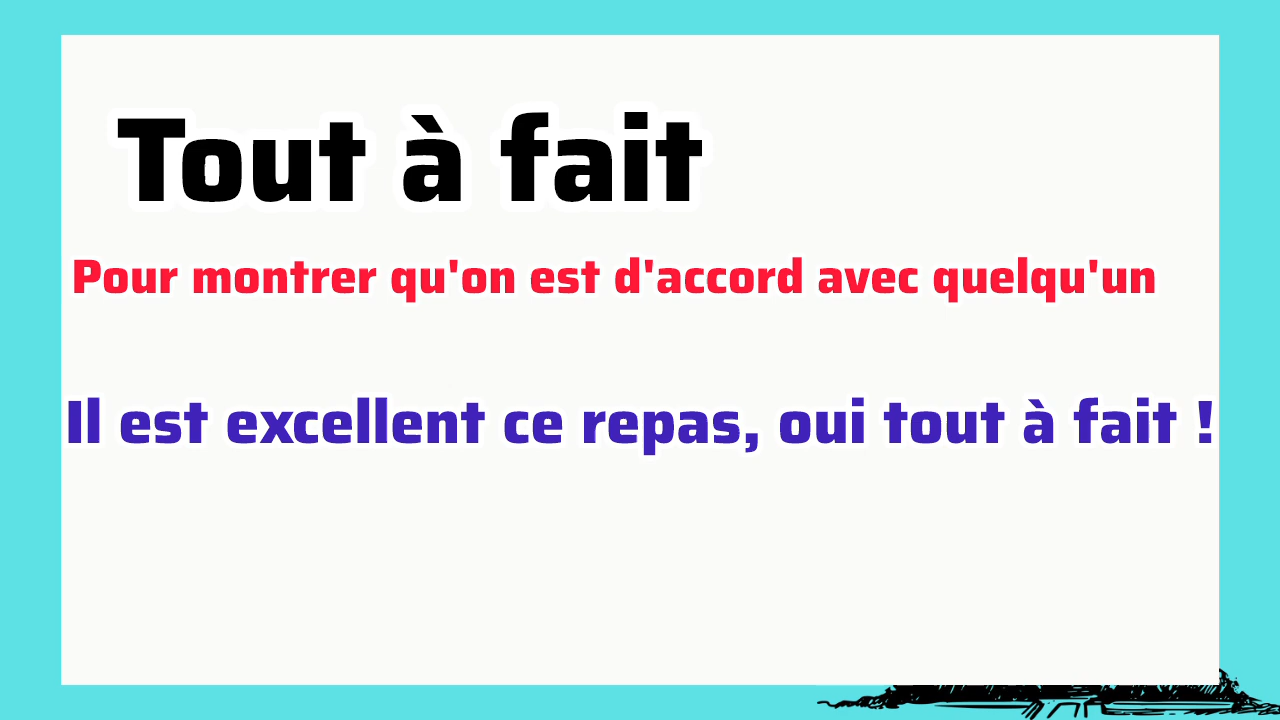 Tout à fait
Pour montrer qu'on est d'accord avec quelqu'un
Il est excellent ce repas, oui tout à fait !